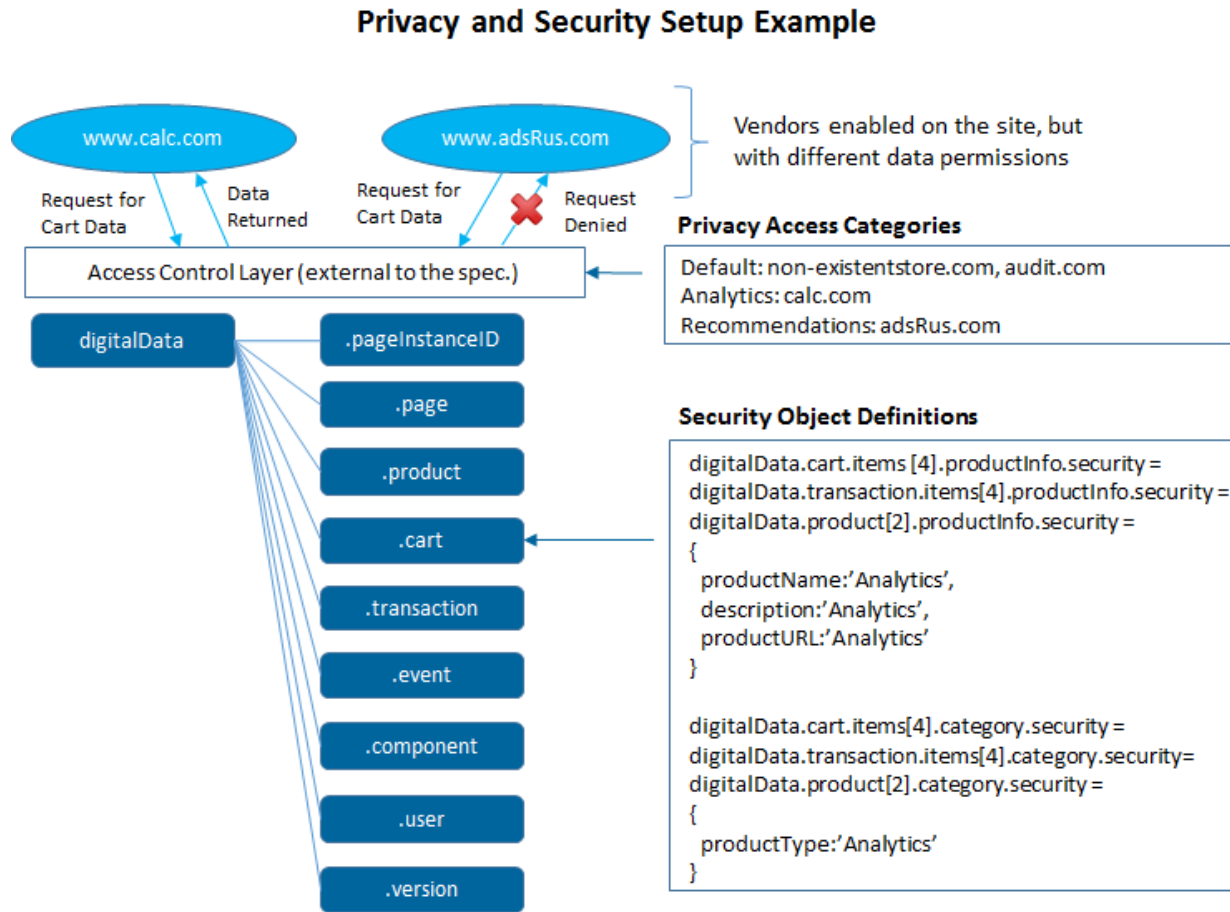 Privacy and Security Setup Example
www.calc.com
www.adsRus.com
Vendors enabled on the site, but
with different data permissions
Request for
Cart Data
Data
Returned
Request for
Cart Data
Request
Denied
Privacy Access Categories
Access Control Layer (external to the spec.)
Default: non-existentstore.com, audit.com
Analytics: calc.com
Recommendations: adsRus.com
digitalData
.pageInstanceID
.page
.product
.cart
.transaction
.event
.component
.user
.version
Security Object Definitions
digitalData.cart.items [4].productInfo.security =
digitalData.transaction.items[4].productInfo.security =
digitalData.product[2].productInfo.security =
{
productName:’Analytics’,
description:’Analytics’,
productURL:’Analytics’
}
digitalData.cart.items[4].category.security =
digitalData.transaction.items[4].category.security=
digitalData.product[2].category.security =
{
productType:’Analytics’
}